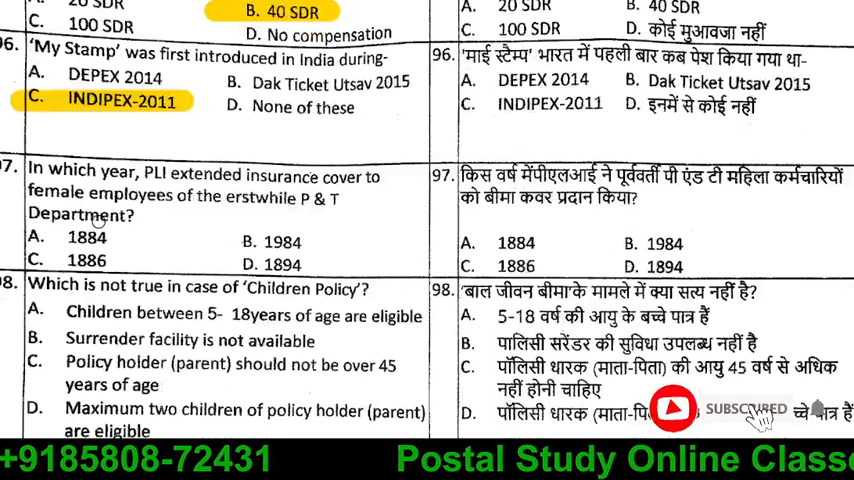 20 SDR
B. 40 SDR
C. 100 SDR
D. No compensation
96. 'My Stamp' was first introduced in India during-
A. DEPEX 2014
B. Dak Ticket Utsav 2015
C. INDIPEX-2011
D. None of these
97. In which year, PLI extended insurance cover to
female employees of the erstwhile P & T
Department?
A. 1884
B. 1984
C. 1886
D. 1894
98. Which is not true in case of 'Children Policy'?
A. Children between 5- 18years of age are eligible
B. Surrender facility is not available
C. Policy holder (parent) should not be over 45
years of age
D. Maximum two children of policy holder (parent)
are eligible
A. 20 SDR
B. 40 SDR
C. 100 SDR
D. कोई मुआवजा नहीं
96. 'माई स्टैम्प' भारत में पहली बार कब पेश किया गया था-
A. DEPEX 2014
B. Dak Ticket Utsav 2015
C. INDIPEX-2011
D. इनमें से कोई नहीं
97. किस वर्ष मेंपीएलआई ने पूर्ववर्ती पी एंड टी महिला कर्मचारियों
को बीमा कवर प्रदान किया?
A. 1884
B. 1984
C. 1886
D. 1894
98. 'बाल जीवन बीमा'के मामले में क्या सत्य नहीं है?
A. 5-18 वर्ष की आयु के बच्चे पात्र हैं
B. पालिसी सरेंडर की सुविधा उपलब्ध नहीं है
C. पॉलिसी धारक (माता-पिता) की आयु 45 वर्ष से अधिक
नहीं होनी चाहिए
D. पॉलिसी धारक पात्र हैं
SUBSCRIBED
+9185808-72431 Postal Study Online Classe